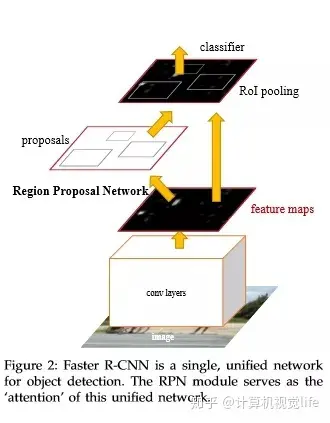 classifier
RoI pooling
proposals
Region Proposal Network
feature maps
conv layers
image
Figure 2: Faster R-CNN is a single, unified network
for object detection. The RPN module serves as the
‘attention’ of this unified network.
知乎 @计算机视觉life